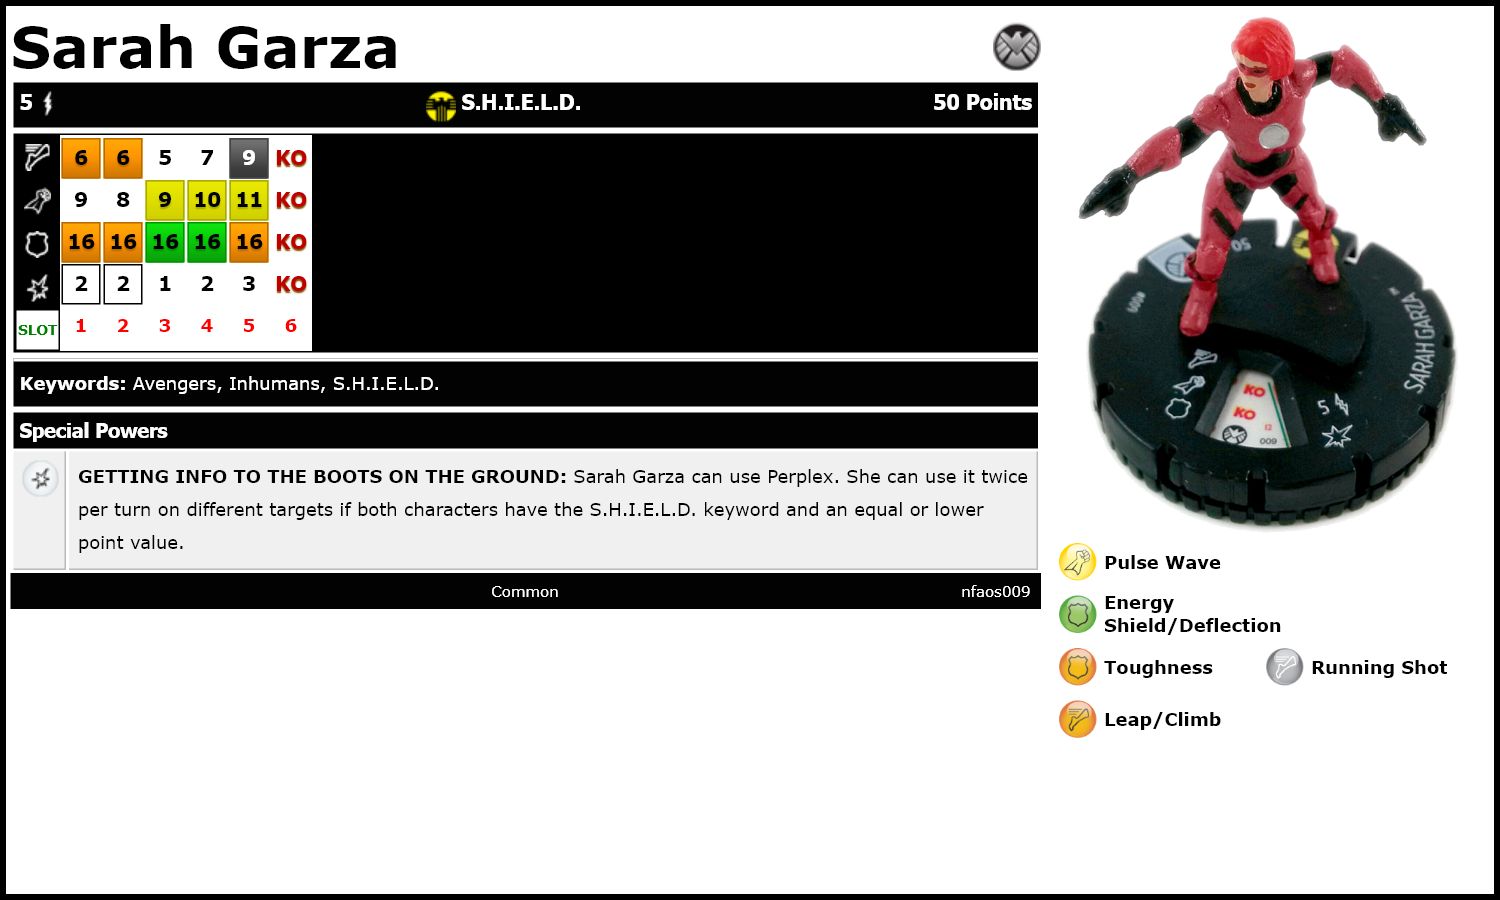 Sarah Garza
5 S.H.I.E.L.D. 50 Points
6 6 5 7 9 KO
9 8 9 10 11 KO
16 16 16 16 16 KO
2 2 1 2 3 KO
SLOT 1 2 3 4 5 6
Keywords: Avengers, Inhumans, S.H.I.E.L.D.
Special Powers
GETTING INFO TO THE BOOTS ON THE GROUND: Sarah Garza can use Perplex. She can use it twice
per turn on different targets if both characters have the S.H.I.E.L.D. keyword and an equal or lower
point value.
Common nfaos009
50
009
SARAH GARZA™
KO
KO
12
009
5
Pulse Wave
Energy
Shield/Deflection
Toughness Running Shot
Leap/Climb